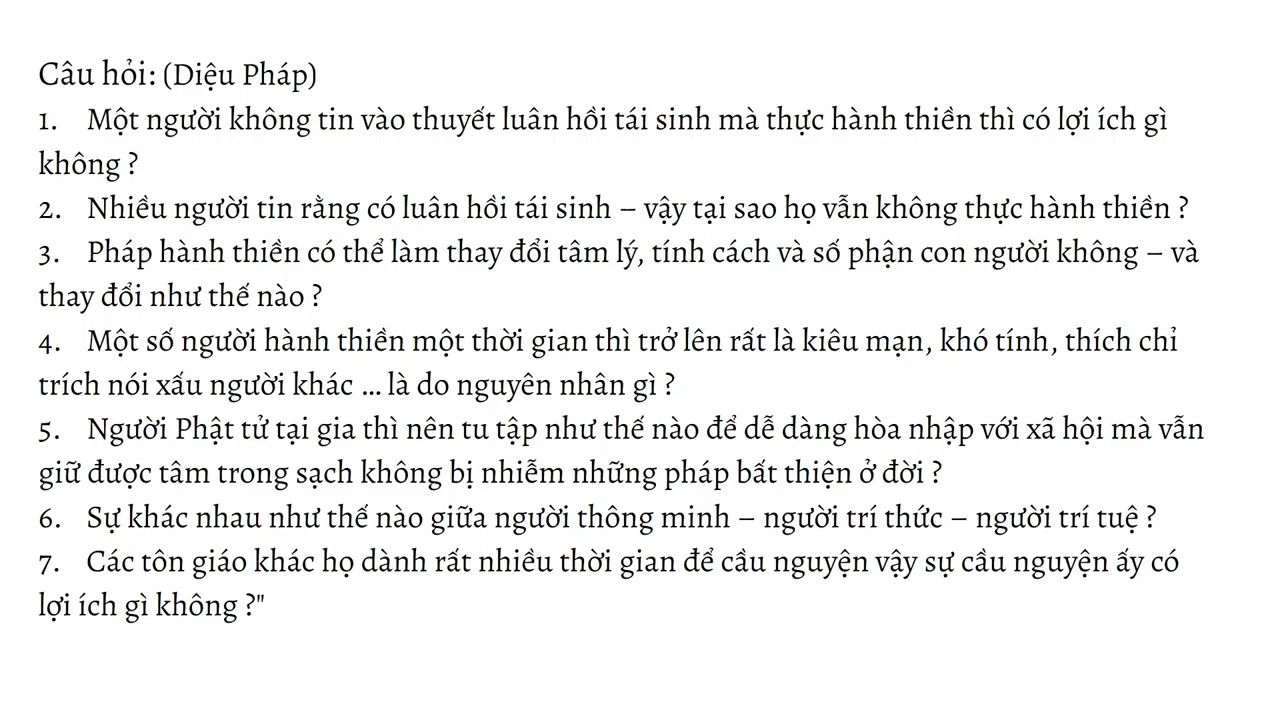 Câu hỏi: (Diệu Pháp)
1. Một người không tin vào thuyết luân hồi tái sinh mà thực hành thiền thì có lợi ích gì
không ?
2. Nhiều người tin rằng có luân hồi tái sinh – vậy tại sao họ vẫn không thực hành thiền ?
3. Pháp hành thiền có thể làm thay đổi tâm lý, tính cách và số phận con người không – và
thay đổi như thế nào ?
4. Một số người hành thiền một thời gian thì trở lên rất là kiêu mạn, khó tính, thích chỉ
trích nói xấu người khác ... là do nguyên nhân gì ?
5. Người Phật tử tại gia thì nên tu tập như thế nào để dễ dàng hòa nhập với xã hội mà vẫn
giữ được tâm trong sạch không bị nhiễm những pháp bất thiện ở đời ?
6. Sự khác nhau như thế nào giữa người thông minh – người trí thức – người trí tuệ ?
7. Các tôn giáo khác họ dành rất nhiều thời gian để cầu nguyện vậy sự cầu nguyện ấy có
lợi ích gì không ?"